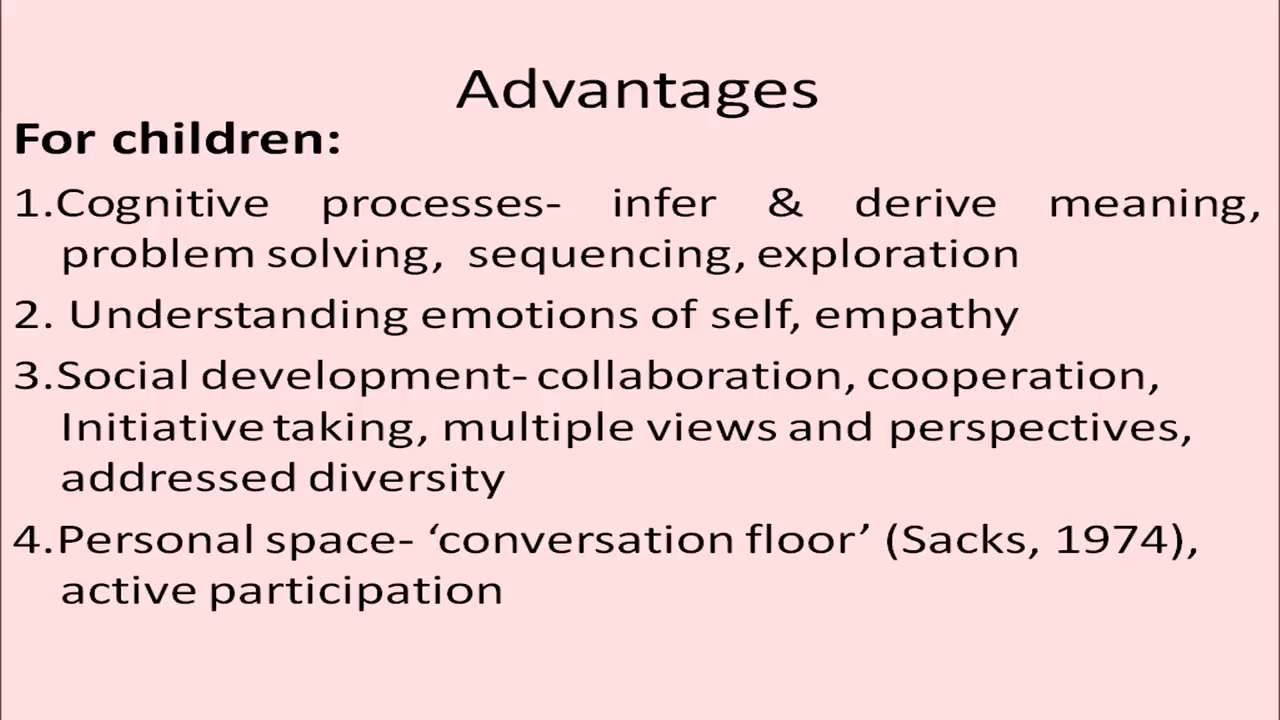 Advantages
For children:
1.Cognitive processes- infer & derive meaning,
problem solving, sequencing, exploration
2. Understanding emotions of self, empathy
3.Social development- collaboration, cooperation,
Initiative taking, multiple views and perspectives,
addressed diversity
4.Personal space- ‘conversation floor’ (Sacks, 1974),
active participation